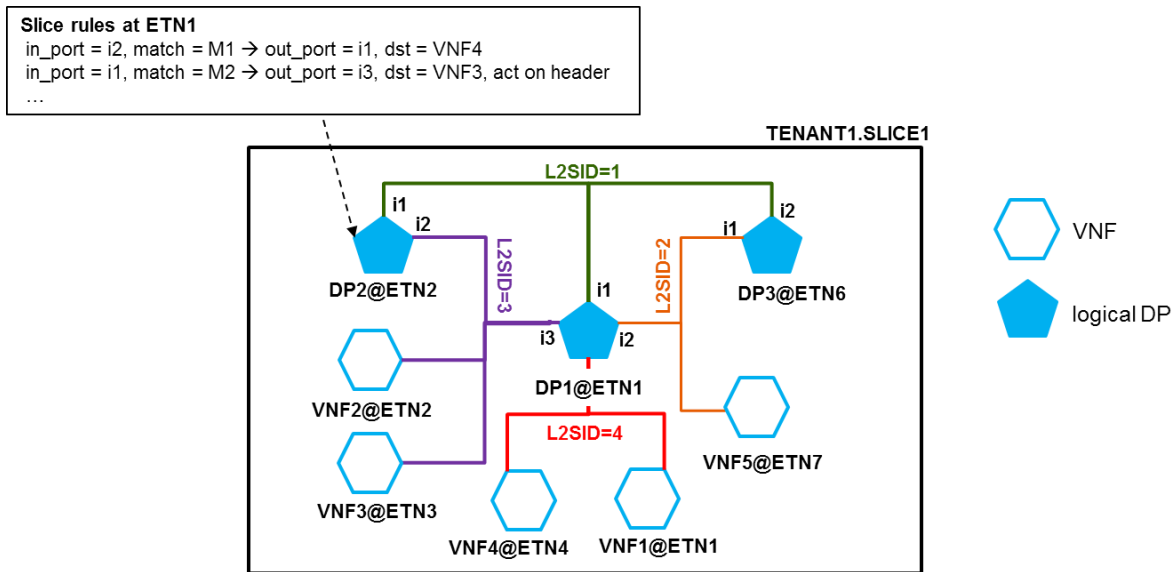 Slice rules at ETN1
in_port = i2, match = M1 → out_port = i1, dst = VNF4
in_port = i1, match = M2 → out_port = i3, dst = VNF3, act on header
…
TENANT1.SLICE1
L2SID=1
i1
i2
i2
i1
VNF
L2SID=3
L2SID=2
DP2@ETN2
DP3@ETN6
i1
logical DP
i3
i2
DP1@ETN1
VNF2@ETN2
L2SID=4
VNF5@ETN7
VNF3@ETN3
VNF4@ETN4
VNF1@ETN1